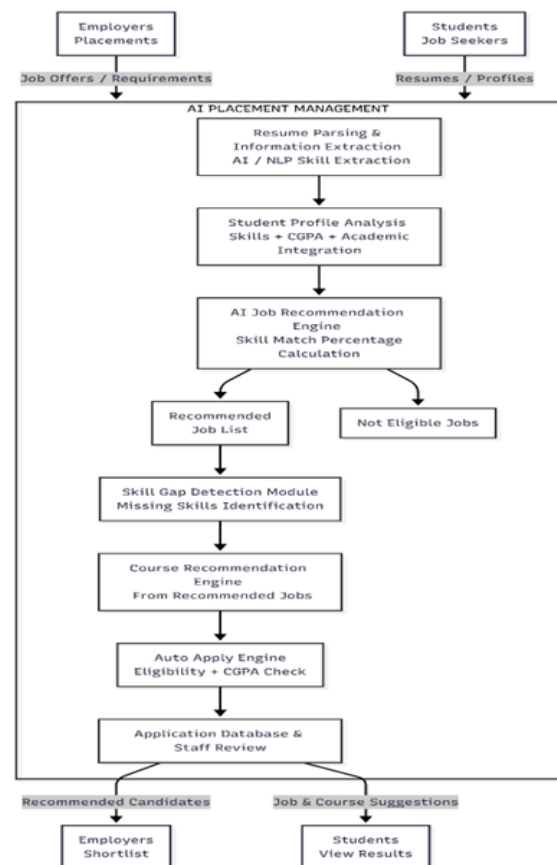 Employers
Placements
Students
Job Seekers
Job Offers / Requirements
Resumes / Profiles
AI PLACEMENT MANAGEMENT
Resume Parsing &
Information Extraction
AI / NLP Skill Extraction
Student Profile Analysis
Skills + CGPA + Academic
Integration
AI Job Recommendation
Engine
Skill Match Percentage
Calculation
Recommended
Job List
Not Eligible Jobs
Skill Gap Detection Module
Missing Skills Identification
Course Recommendation
Engine
From Recommended Jobs
Auto Apply Engine
Eligibility + CGPA Check
Application Database &
Staff Review
Recommended Candidates
Job & Course Suggestions
Employers
Shortlist
Students
View Results